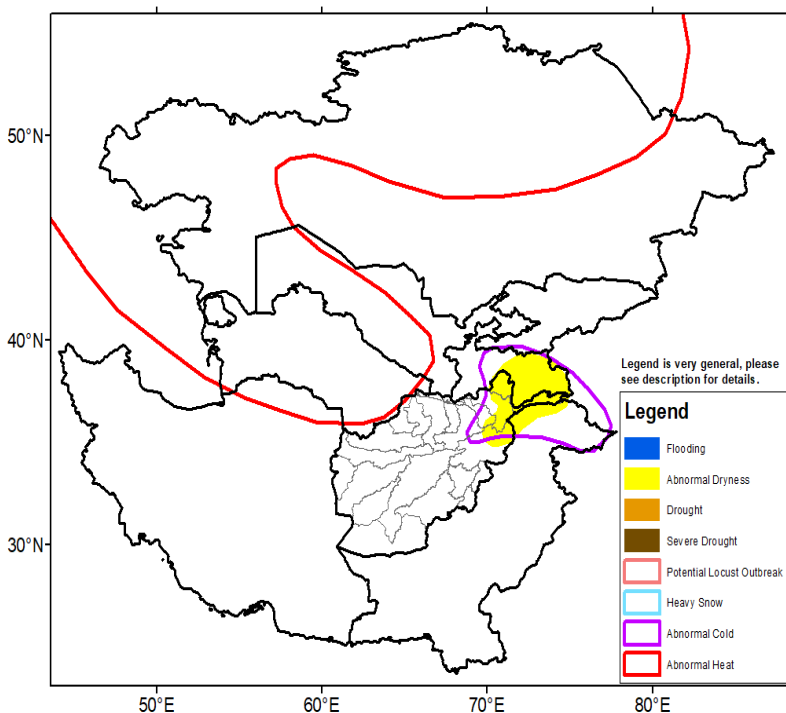 50°N
40°N
30°N
50°E
60°E
70°E
80°E
Legend is very general, please
see description for details.
Legend
Flooding
Abnormal Dryness
Drought
Severe Drought
Potential Locust Outbreak
Heavy Snow
Abnormal Cold
Abnormal Heat